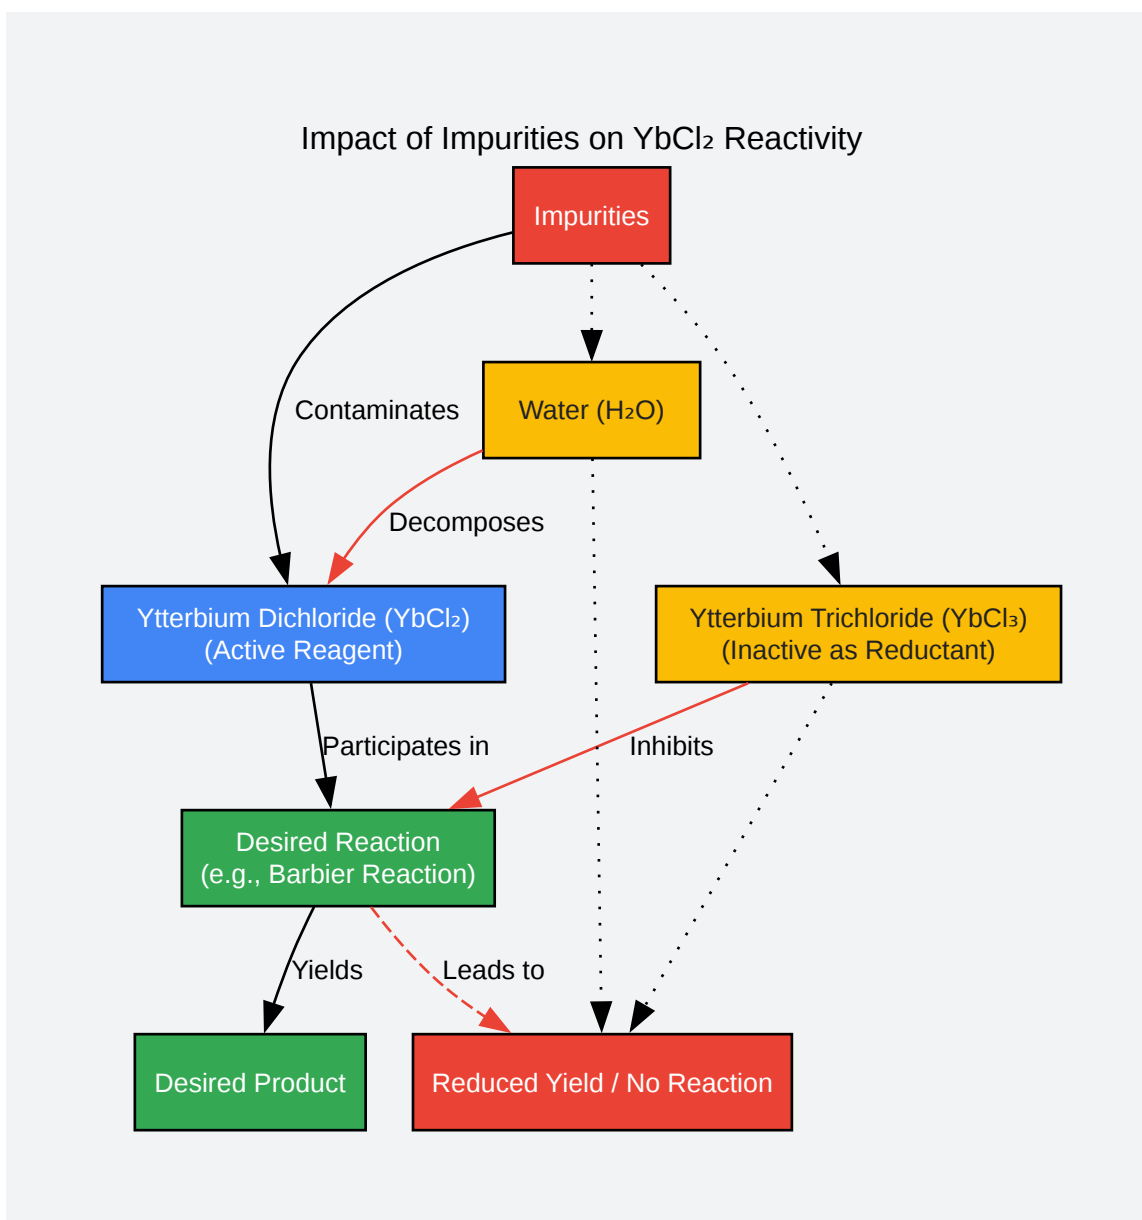 Impact of Impurities on YbCl₂ Reactivity
Impurities
Contaminates
Water (H₂O)
Decomposes
Ytterbium Dichloride (YbCl₂)
(Active Reagent)
Ytterbium Trichloride (YbCl₃)
(Inactive as Reductant)
Participates in
Inhibits
Desired Reaction
(e.g., Barbier Reaction)
Yields
Leads to
Desired Product
Reduced Yield / No Reaction